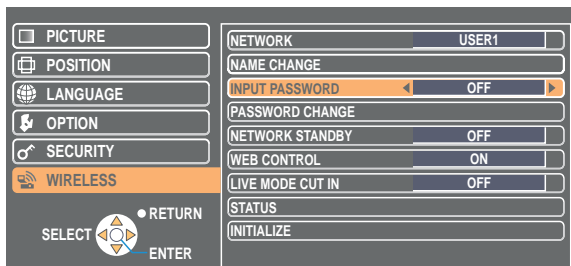 PICTURE
POSITION
LANGUAGE
OPTION
SECURITY
WIRELESS
RETURN
SELECT
ENTER
NETWORK USER1
NAME CHANGE
INPUT PASSWORD OFF
PASSWORD CHANGE
NETWORK STANDBY OFF
WEB CONTROL ON
LIVE MODE CUT IN OFF
STATUS
INITIALIZE